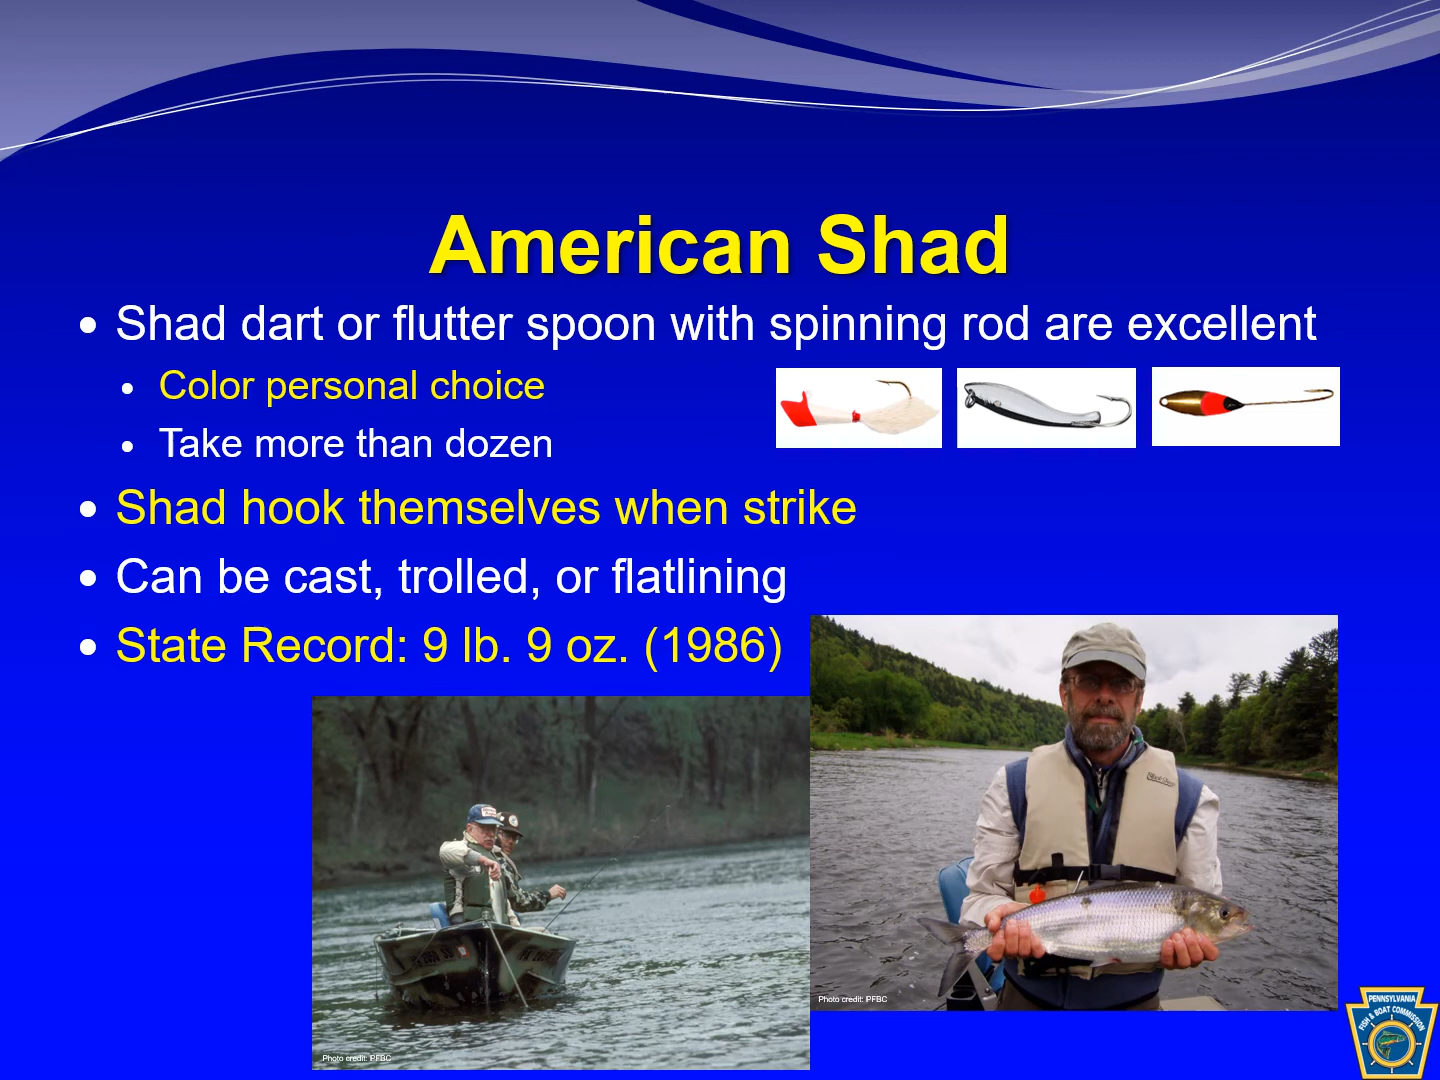 American Shad
Shad dart or flutter spoon with spinning rod are excellent
Color personal choice
Take more than dozen
Shad hook themselves when strike
Can be cast, trolled, or flatlining
State Record: 9 lb. 9 oz. (1986)
Photo credit: PFBC
Photo credit: PFBC
PENNSYLVANIA
FISH & BOAT COMMISSION